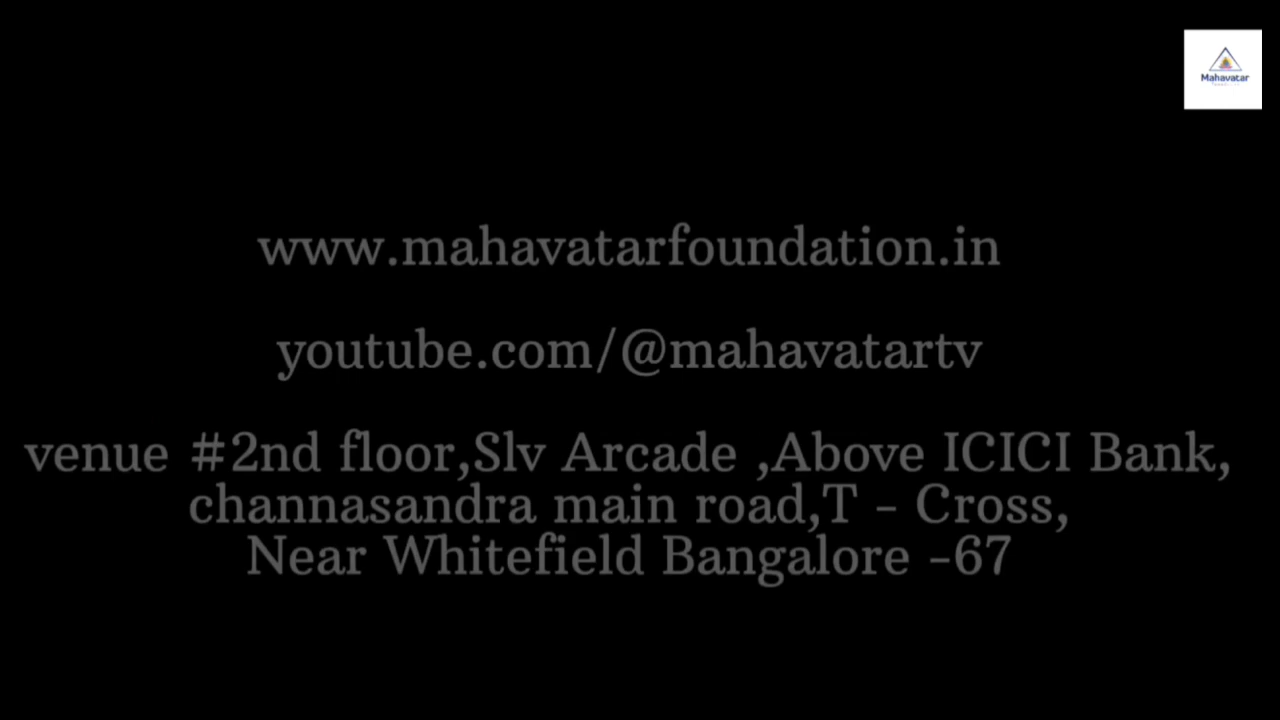 Mahavatar
www.mahavatarfoundation.in
youtube.com/@mahavatartv
venue #2nd floor,Slv Arcade ,Above ICICI Bank,
channasandra main road,T - Cross,
Near Whitefield Bangalore -67